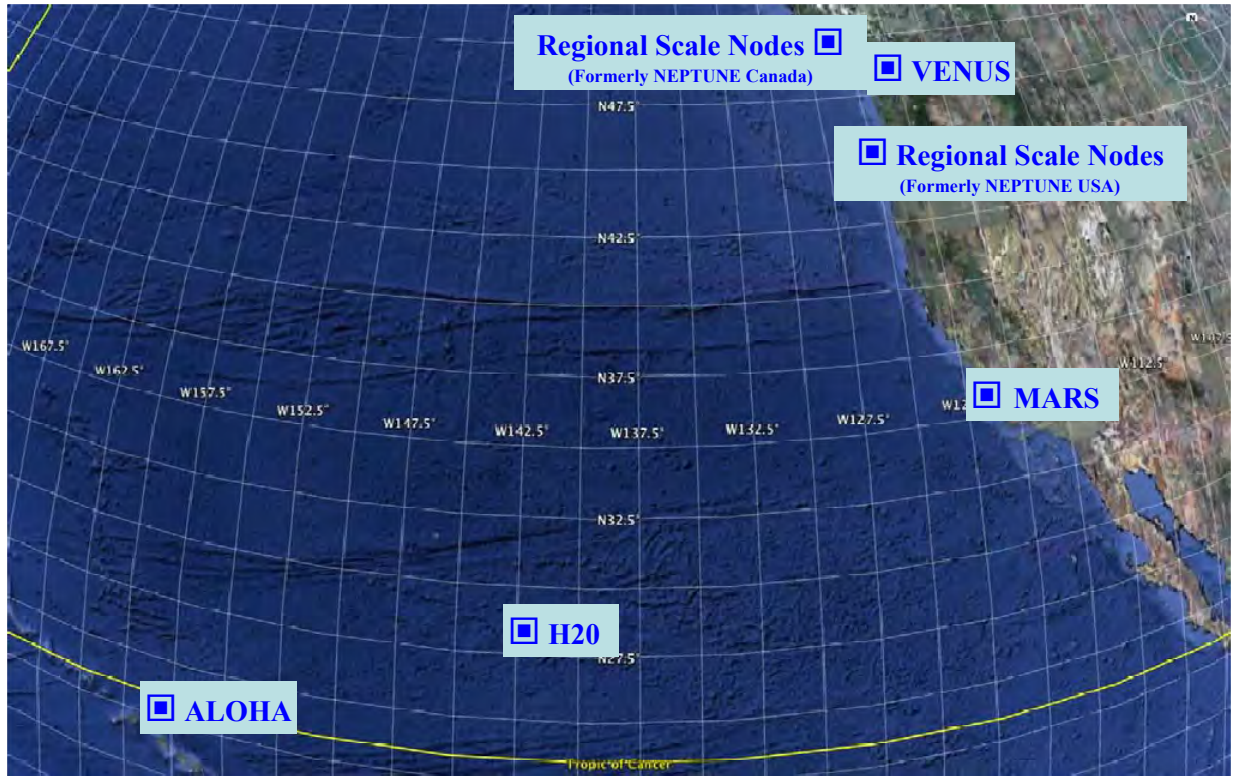 N
Regional Scale Nodes
(Formerly NEPTUNE Canada)
VENUS
N47.5°
Regional Scale Nodes
(Formerly NEPTUNE USA)
N42.5°
W167.5°
W162.5°
W157.5°
W152.5°
W147.5°
W142.5°
W137.5°
W132.5°
W127.5°
W112.5°
N37.5°
MARS
N32.5°
H20
N27.5°
ALOHA
Tropic of Cancer